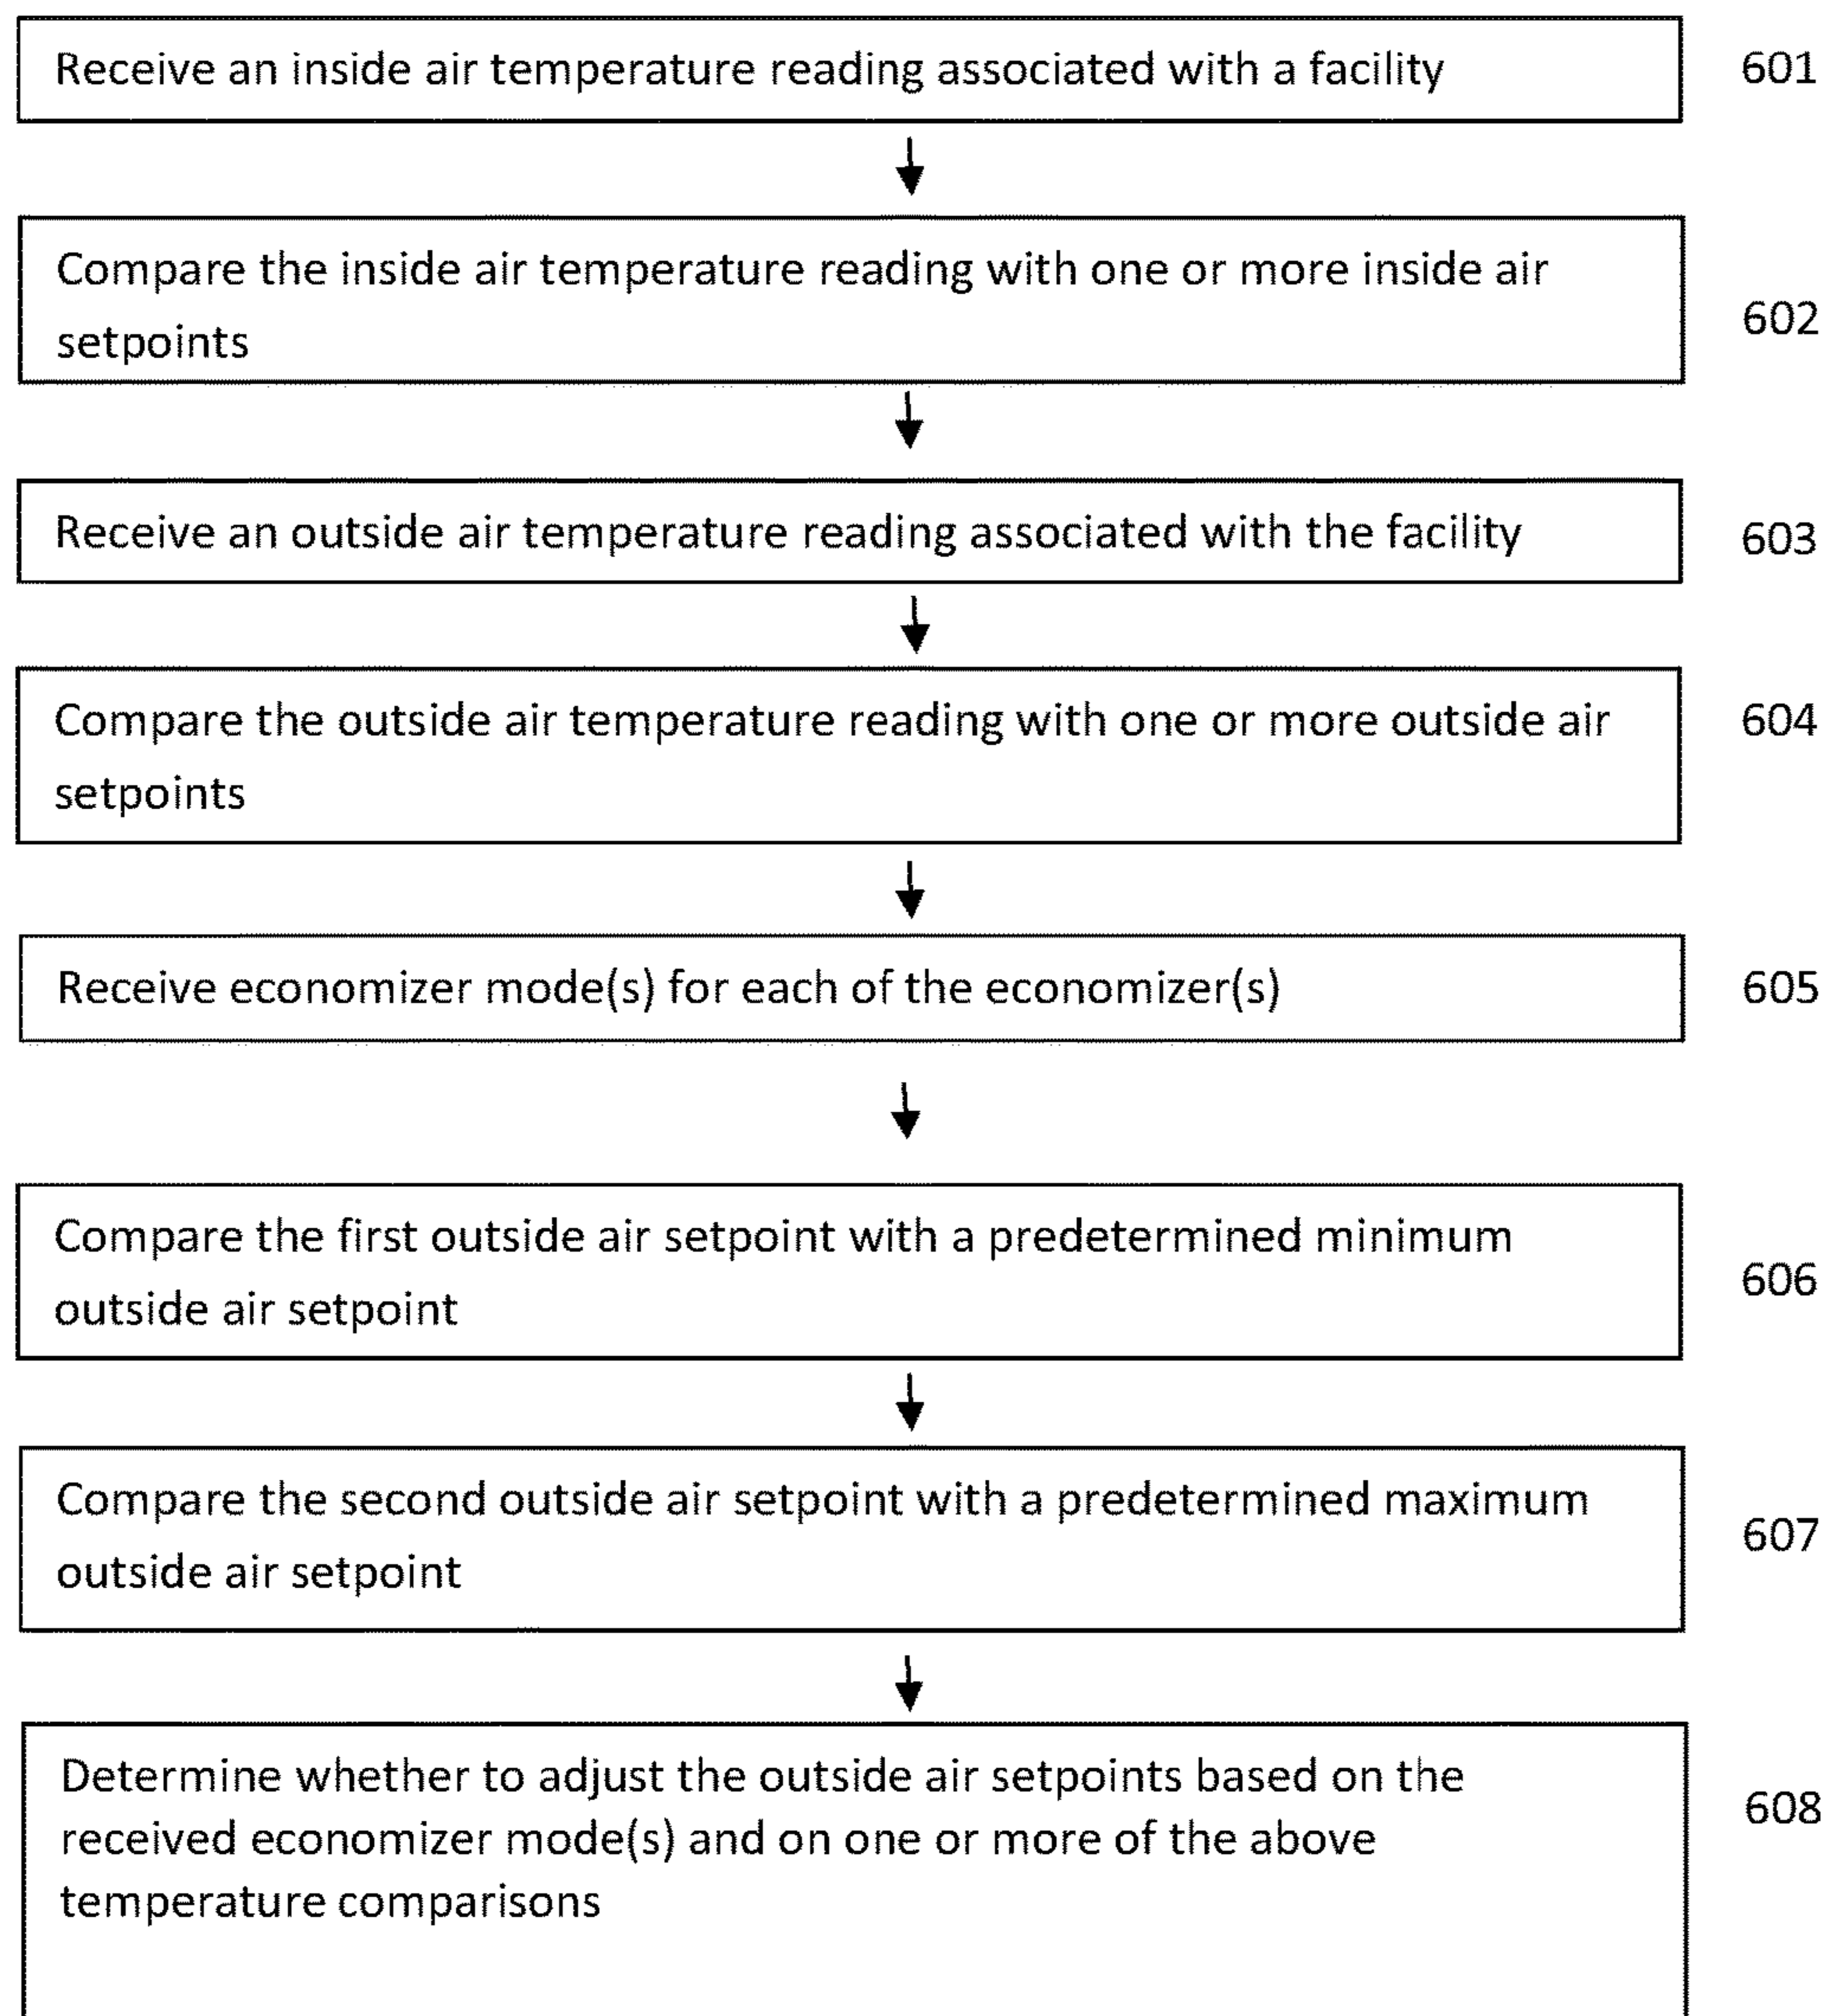 Receive an inside air temperature reading associated with a facility
601
Compare the inside air temperature reading with one or more inside air
setpoints
602
Receive an outside air temperature reading associated with the facility
603
Compare the outside air temperature reading with one or more outside air
setpoints
604
Receive economizer mode(s) for each of the economizer(s)
605
Compare the first outside air setpoint with a predetermined minimum
outside air setpoint
606
Compare the second outside air setpoint with a predetermined maximum
outside air setpoint
607
Determine whether to adjust the outside air setpoints based on the
received economizer mode(s) and on one or more of the above
temperature comparisons
608